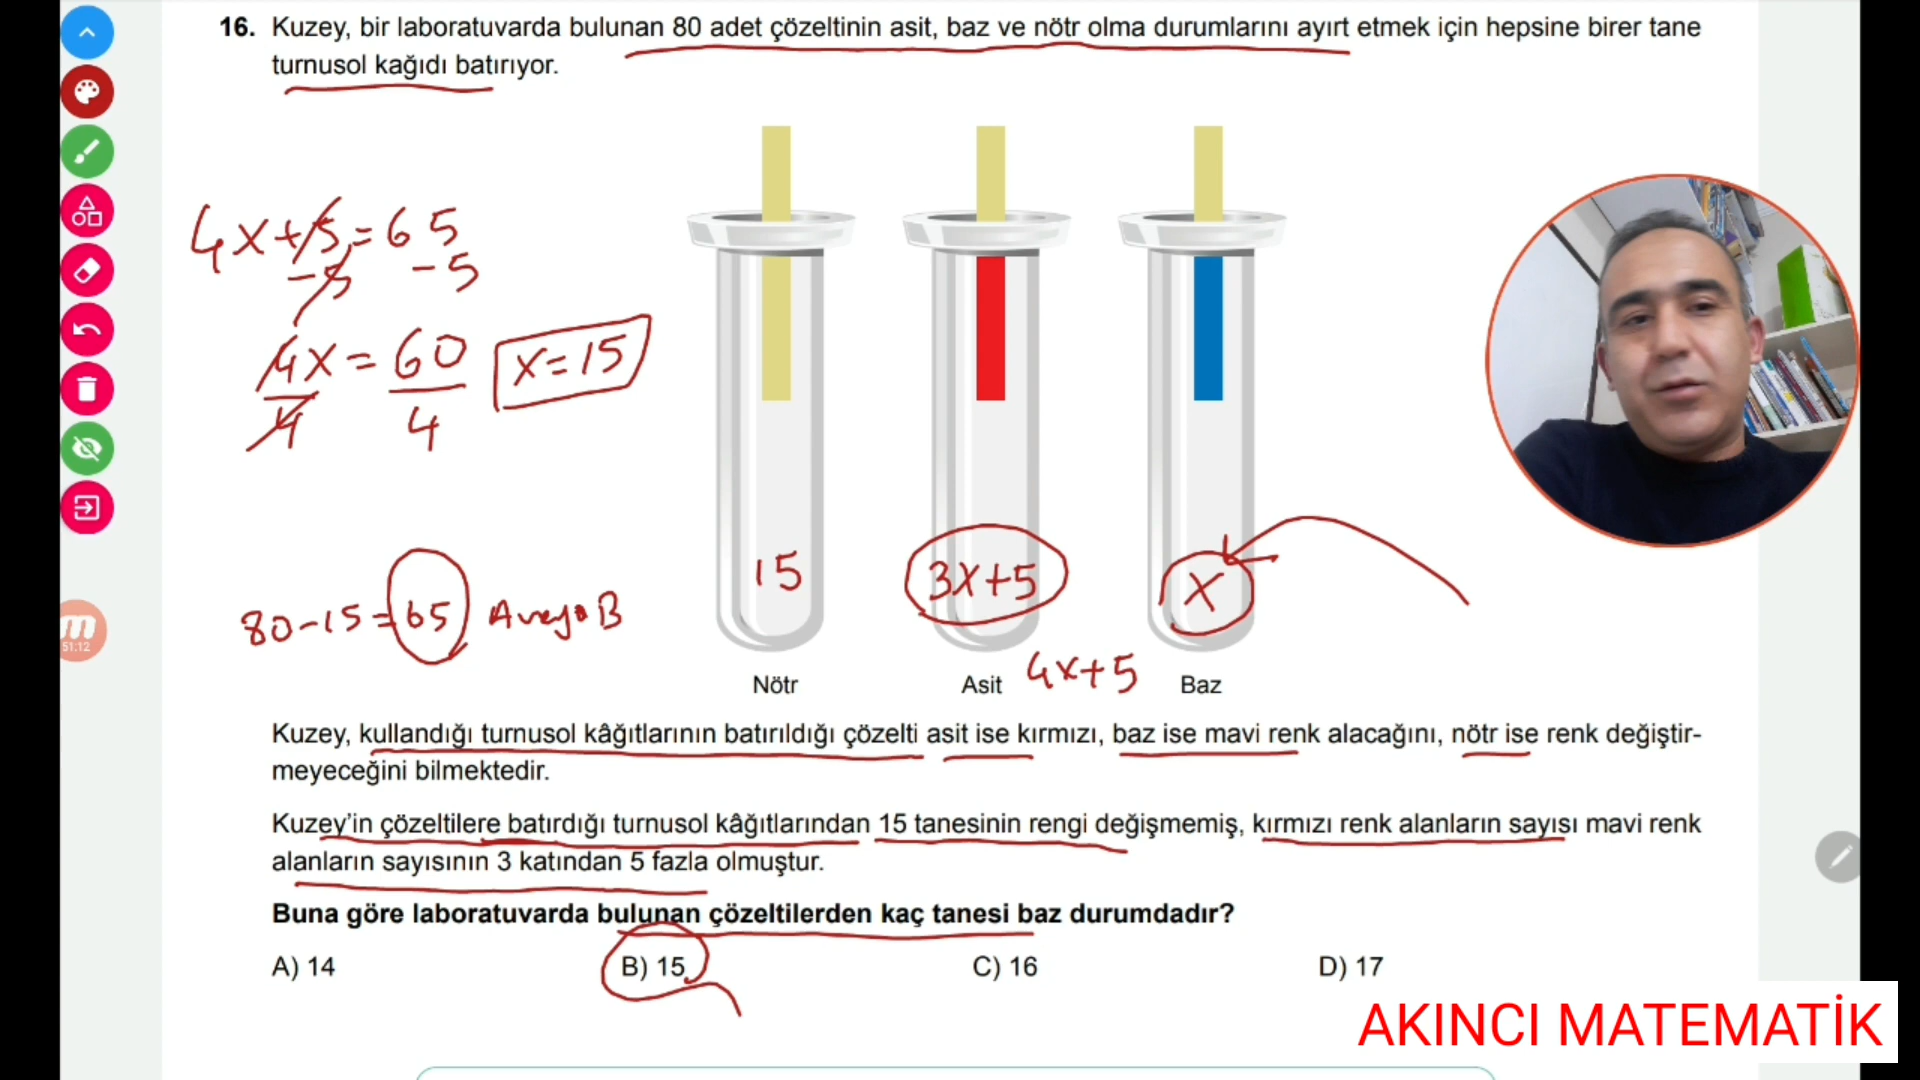 16. Kuzey, bir laboratuvarda bulunan 80 adet çözeltinin asit, baz ve nötr olma durumlarını ayırt etmek için hepsine birer tane
turnusol kağıdı batırıyor.
4x+5=65
-5 -5
4x = 60
4 4
x=15
15
3x+5
x
80-15=65 A veya B
4x+5
Nötr
Asit
Baz
Kuzey, kullandığı turnusol kâğıtlarının batırıldığı çözelti asit ise kırmızı, baz ise mavi renk alacağını, nötr ise renk değiştir-
meyeceğini bilmektedir.
Kuzey'in çözeltilere batırdığı turnusol kâğıtlarından 15 tanesinin rengi değişmemiş, kırmızı renk alanların sayısı mavi renk
alanların sayısının 3 katından 5 fazla olmuştur.
Buna göre laboratuvarda bulunan çözeltilerden kaç tanesi baz durumdadır?
A) 14
B) 15
C) 16
D) 17
AKINCI MATEMATİK
m
51:12